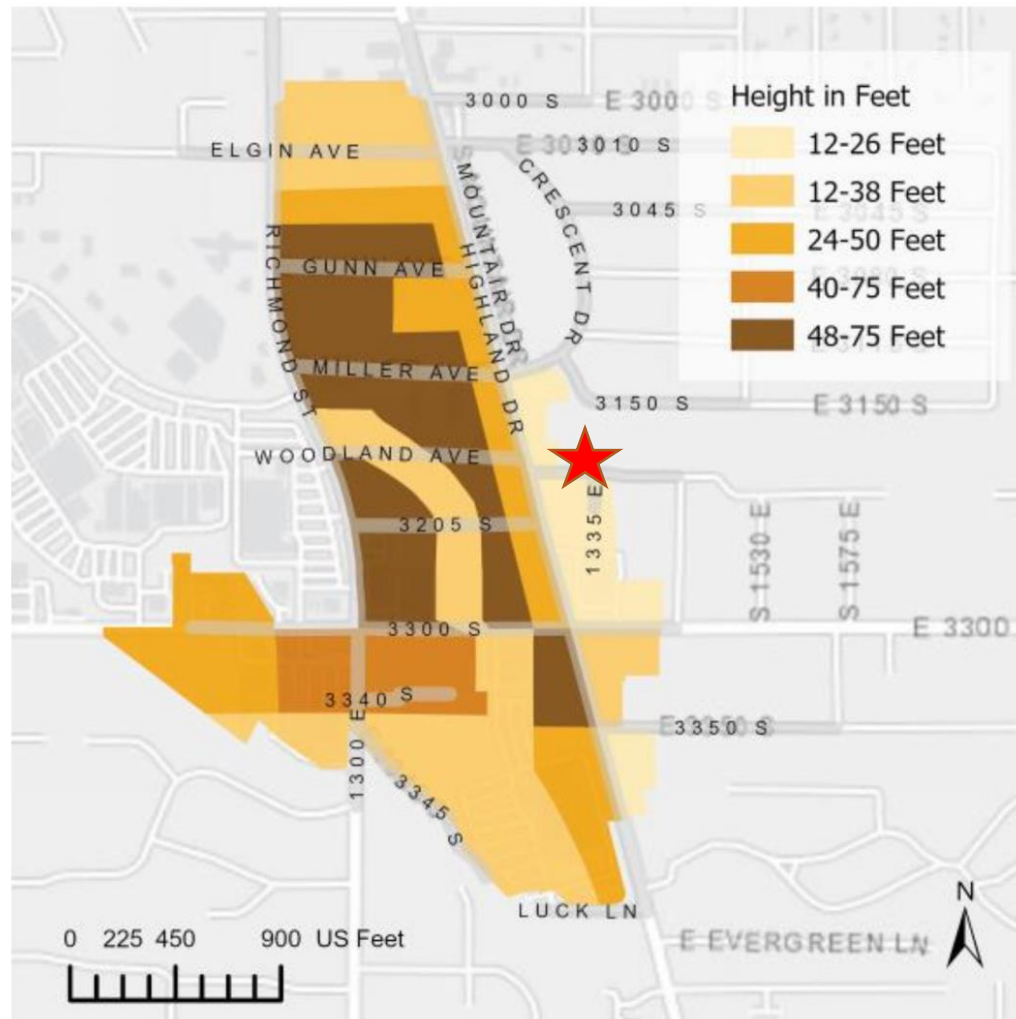 3000 S
E 3000 S
Height in Feet
12-26 Feet
12-38 Feet
24-50 Feet
40-75 Feet
48-75 Feet
ELGIN AVE
E 3010 S
3010 S
CRESCENT DR
3045 S
E 3045 S
MOUNTAIR DR
HIGHLAND DR
RICHMOND ST
GUNN AVE
MILLER AVE
3150 S
E 3150 S
WOODLAND AVE
1335 E
3205 S
S 1530 E
S 1575 E
3300 S
E 3300
3340 S
1300 E
3345 S
3350 S
E 3350 S
LUCK LN
E EVERGREEN LN
N
0 225 450 900 US Feet